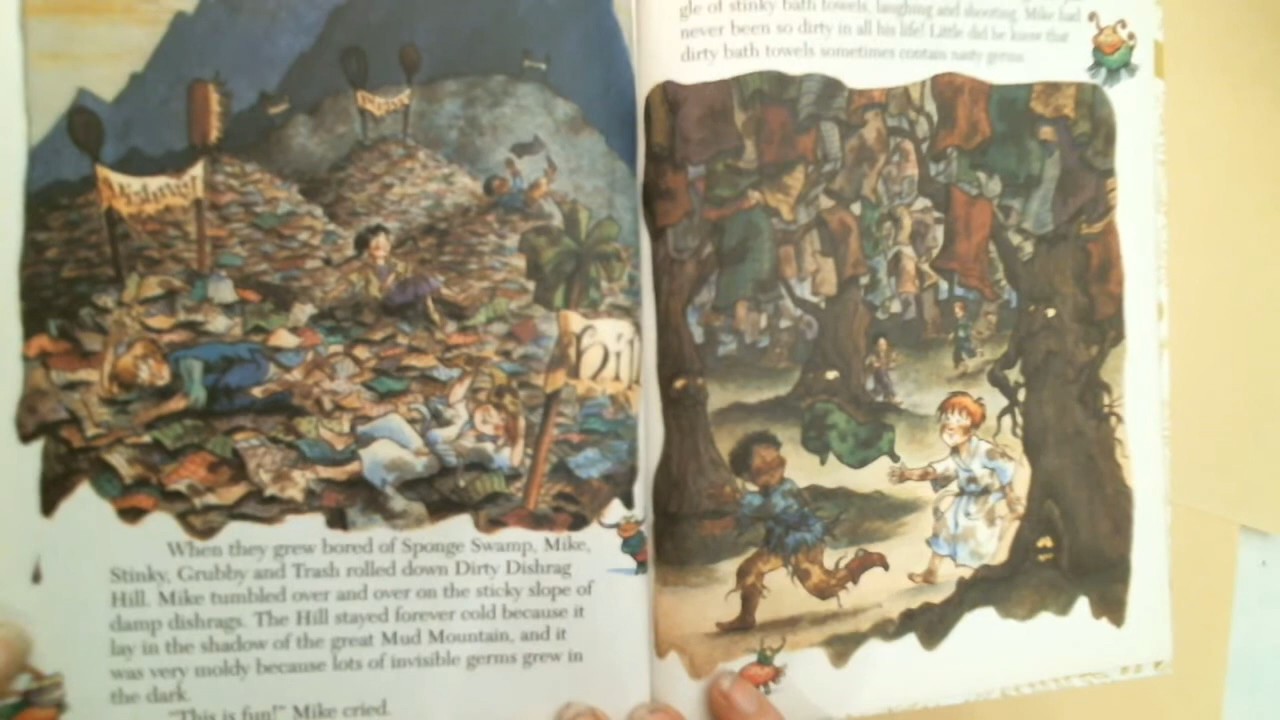 Dishrag
Hill
When they grew bored of Sponge Swamp, Mike,
Stinky, Grubby and Trash rolled down Dirty Dishrag
Hill. Mike tumbled over and over on the sticky slope of
damp dishrags. The Hill stayed forever cold because it
lay in the shadow of the great Mud Mountain, and it
was very moldy because lots of invisible germs grew in
the dark.
"This is fun!" Mike cried.
gle of stinky bath towels, laughing and shouting. Mike had
never been so dirty in all his life! Little did he know that
dirty bath towels sometimes contain nasty germs.